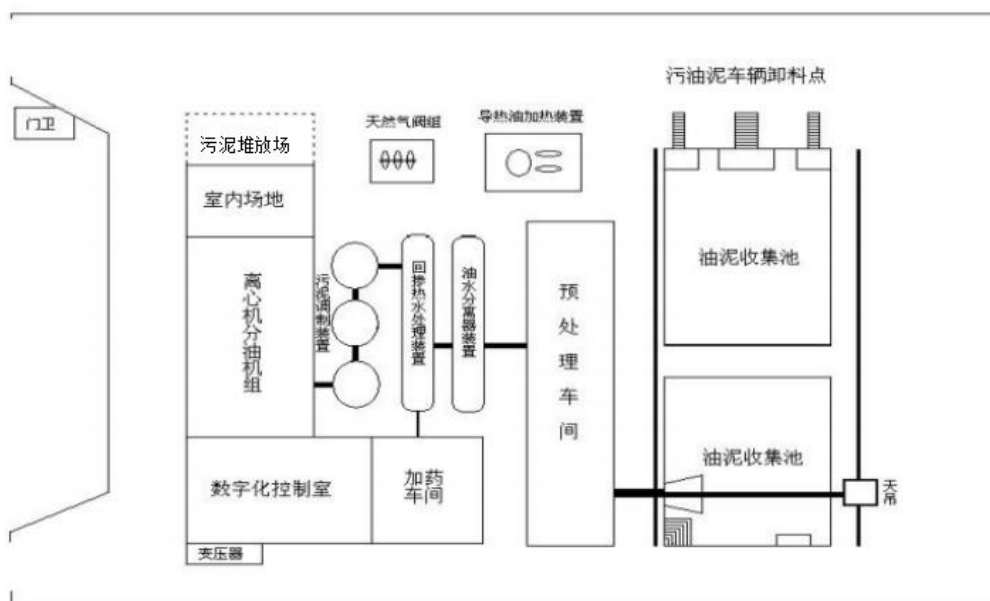 污油泥车辆卸料点
门卫
天然气阀组
导热油加热装置
污泥堆放场
室内场地
离心机分油机组
污泥调制装置
回掺热水处理装置
油水分离器装置
预处理车间
油泥收集池
油泥收集池
数字化控制室
加药
车间
天吊
变压器